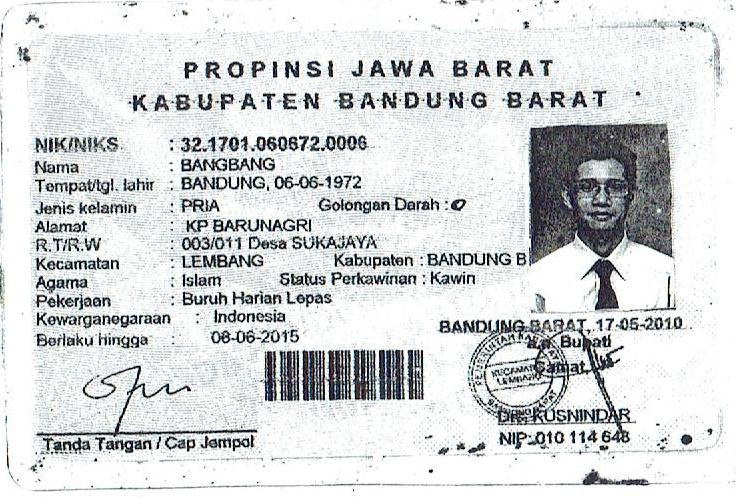 PROPINSI JAWA BARAT
KABUPATEN BANDUNG BARAT
NIK/NIKS : 32.1701.060672.0006
Nama : BANGBANG
Tempat/tgl. lahir : BANDUNG, 06-06-1972
Jenis kelamin : PRIA Golongan Darah : O
Alamat : KP BARUNAGRI
R.T/R.W : 003/011 Desa SUKAJAYA
Kecamatan : LEMBANG Kabupaten : BANDUNG B
Agama : Islam Status Perkawinan : Kawin
Pekerjaan : Buruh Harian Lepas
Kewarganegaraan : Indonesia
Berlaku hingga : 06-06-2015
BANDUNG BARAT, 17-05-2010
a.n. Bupati
Camat,
KECAMATAN
LEMBANG
BANDUNG BARAT
DR. KUSNINDAR
NIP. 010 114 648
Tanda Tangan / Cap Jempol